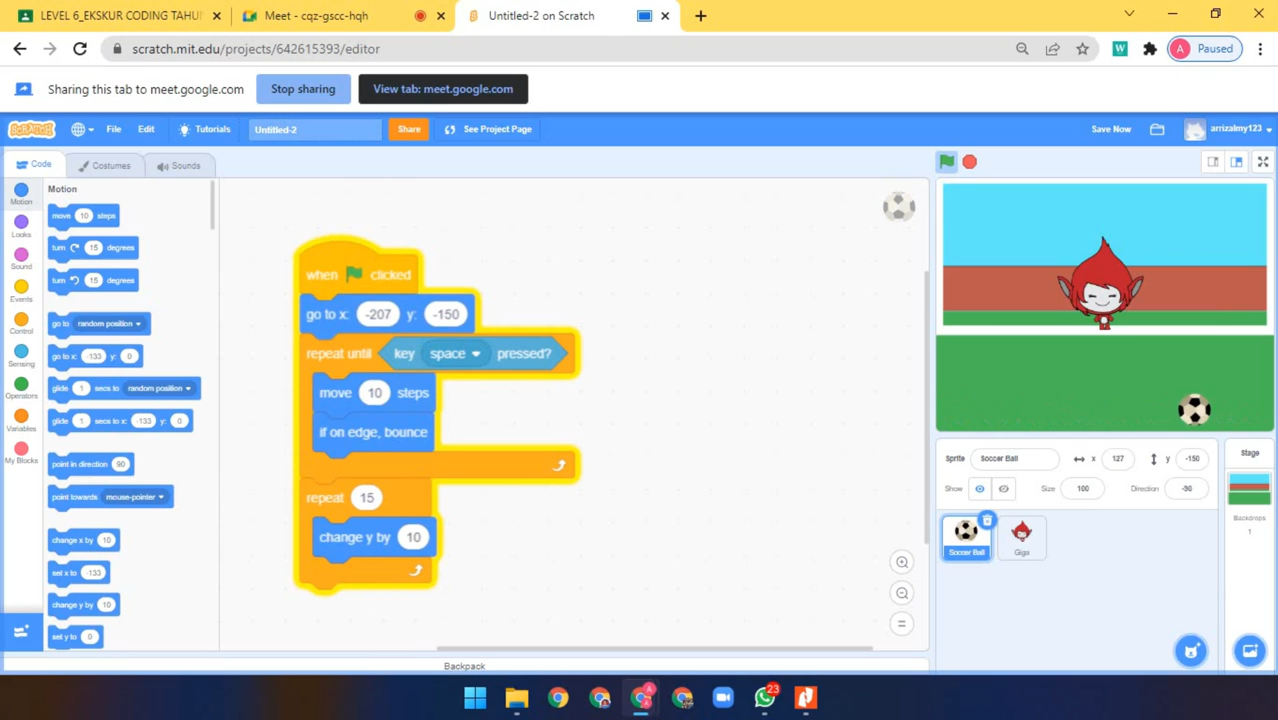 LEVEL 6_EKSKUR CODING TAHU
Meet - cqz-gscc-hqh
Untitled-2 on Scratch
scratch.mit.edu/projects/642615393/editor
W
A Paused
Sharing this tab to meet.google.com
Stop sharing
View tab: meet.google.com
SCRATCH
File
Edit
Tutorials
Untitled-2
Share
See Project Page
Save Now
arrizalmy123
Code
Costumes
Sounds
Motion
Looks
Sound
Events
Control
Sensing
Operators
Variables
My Blocks
Motion
move 10 steps
turn 15 degrees
turn 15 degrees
go to random position
go to x: -133 y: 0
glide 1 secs to random position
glide 1 secs to x: -133 y: 0
point in direction 90
point towards mouse-pointer
change x by 10
set x to -133
change y by 10
set y to 0
when clicked
go to x: -207 y: -150
repeat until key space pressed?
move 10 steps
if on edge, bounce
repeat 15
change y by 10
Backpack
Sprite Soccer Ball x 127 y -150
Show Size 100 Direction -90
Soccer Ball
Giga
Stage
Backdrops
1
23